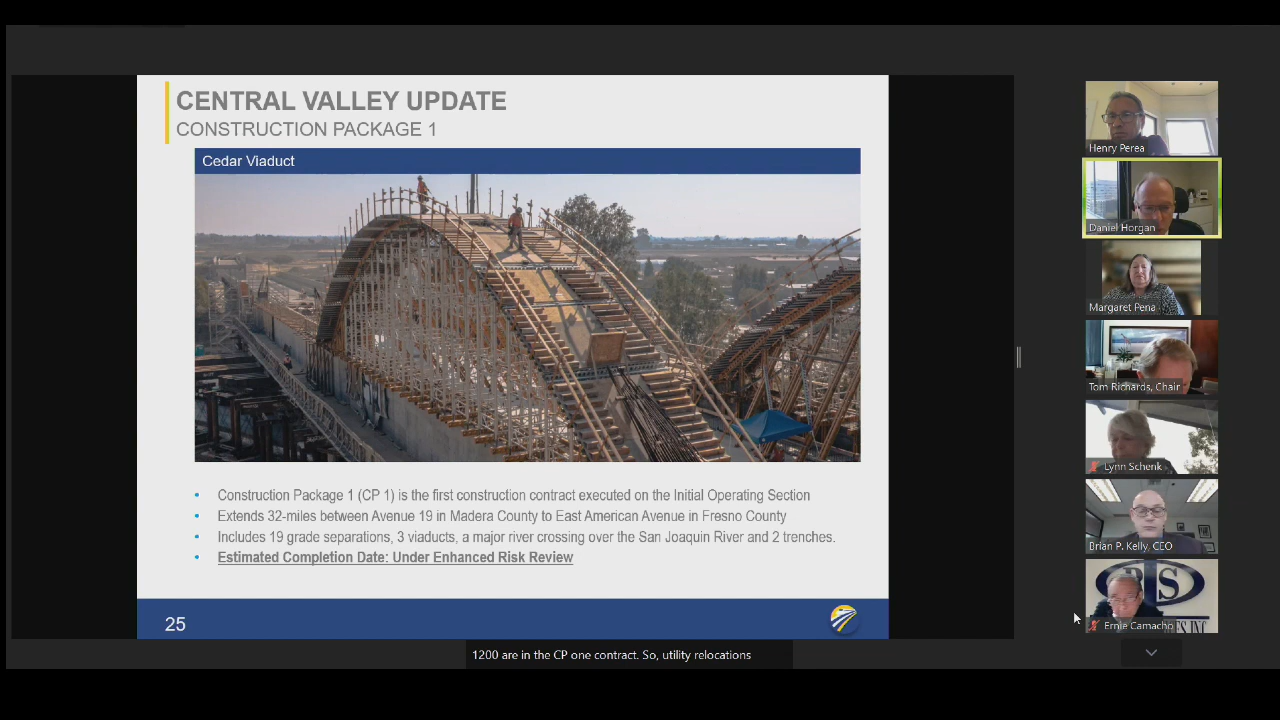 CENTRAL VALLEY UPDATE
CONSTRUCTION PACKAGE 1
Cedar Viaduct
• Construction Package 1 (CP 1) is the first construction contract executed on the Initial Operating Section
• Extends 32-miles between Avenue 19 in Madera County to East American Avenue in Fresno County
• Includes 19 grade separations, 3 viaducts, a major river crossing over the San Joaquin River and 2 trenches.
• Estimated Completion Date: Under Enhanced Risk Review
25
1200 are in the CP one contract. So, utility relocations
Henry Perea
Daniel Horgan
Margaret Pena
Tom Richards, Chair
Lynn Schenk
Brian P. Kelly, CEO
Ernie Camacho